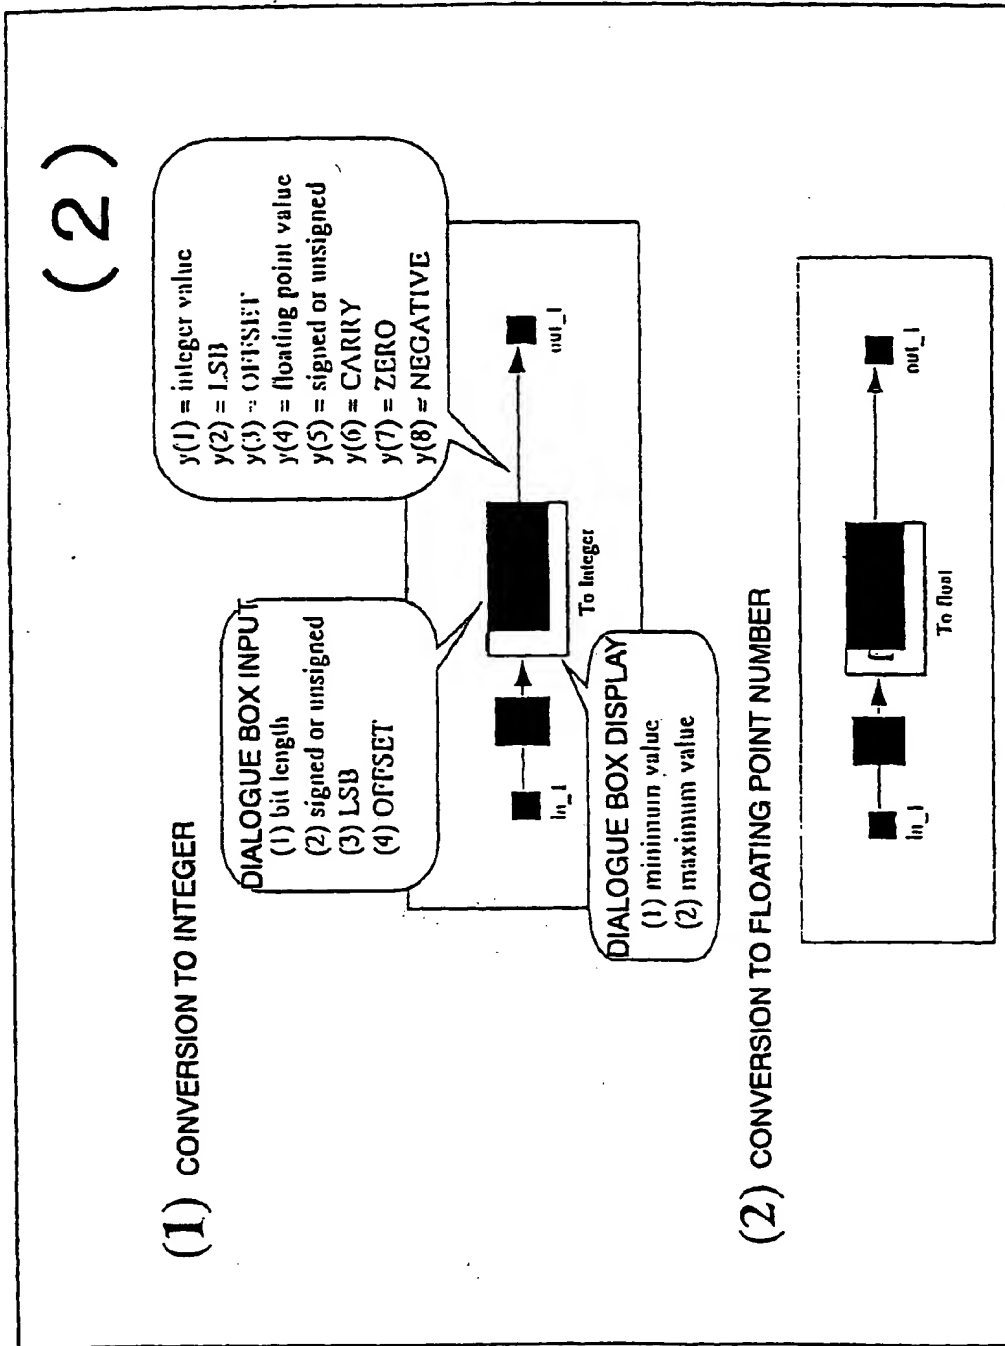 (2)
(1) CONVERSION TO INTEGER
DIALOGUE BOX INPUT
(1) bit length
(2) signed or unsigned
(3) LSB
(4) OFFSET
y(1) = integer value
y(2) = LSB
y(3) = OFFSET
y(4) = floating point value
y(5) = signed or unsigned
y(6) = CARRY
y(7) = ZERO
y(8) = NEGATIVE
In_1
To Integer
out_1
DIALOGUE BOX DISPLAY
(1) minimum value
(2) maximum value
(2) CONVERSION TO FLOATING POINT NUMBER
In_1
To float
out_1